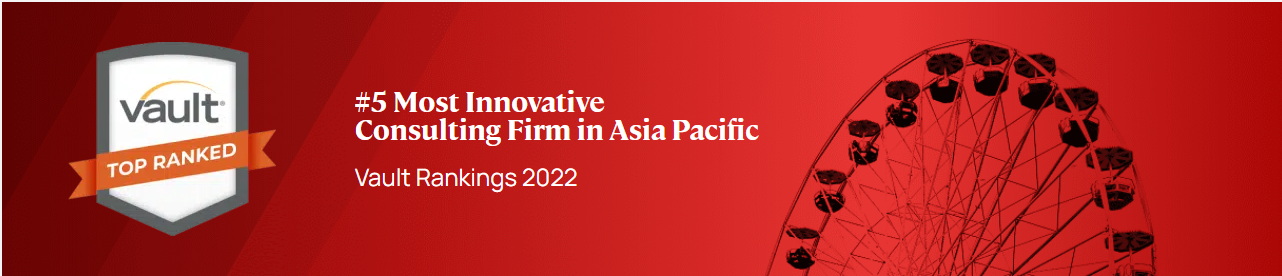 vault
TOP RANKED
#5 Most Innovative
Consulting Firm in Asia Pacific
Vault Rankings 2022